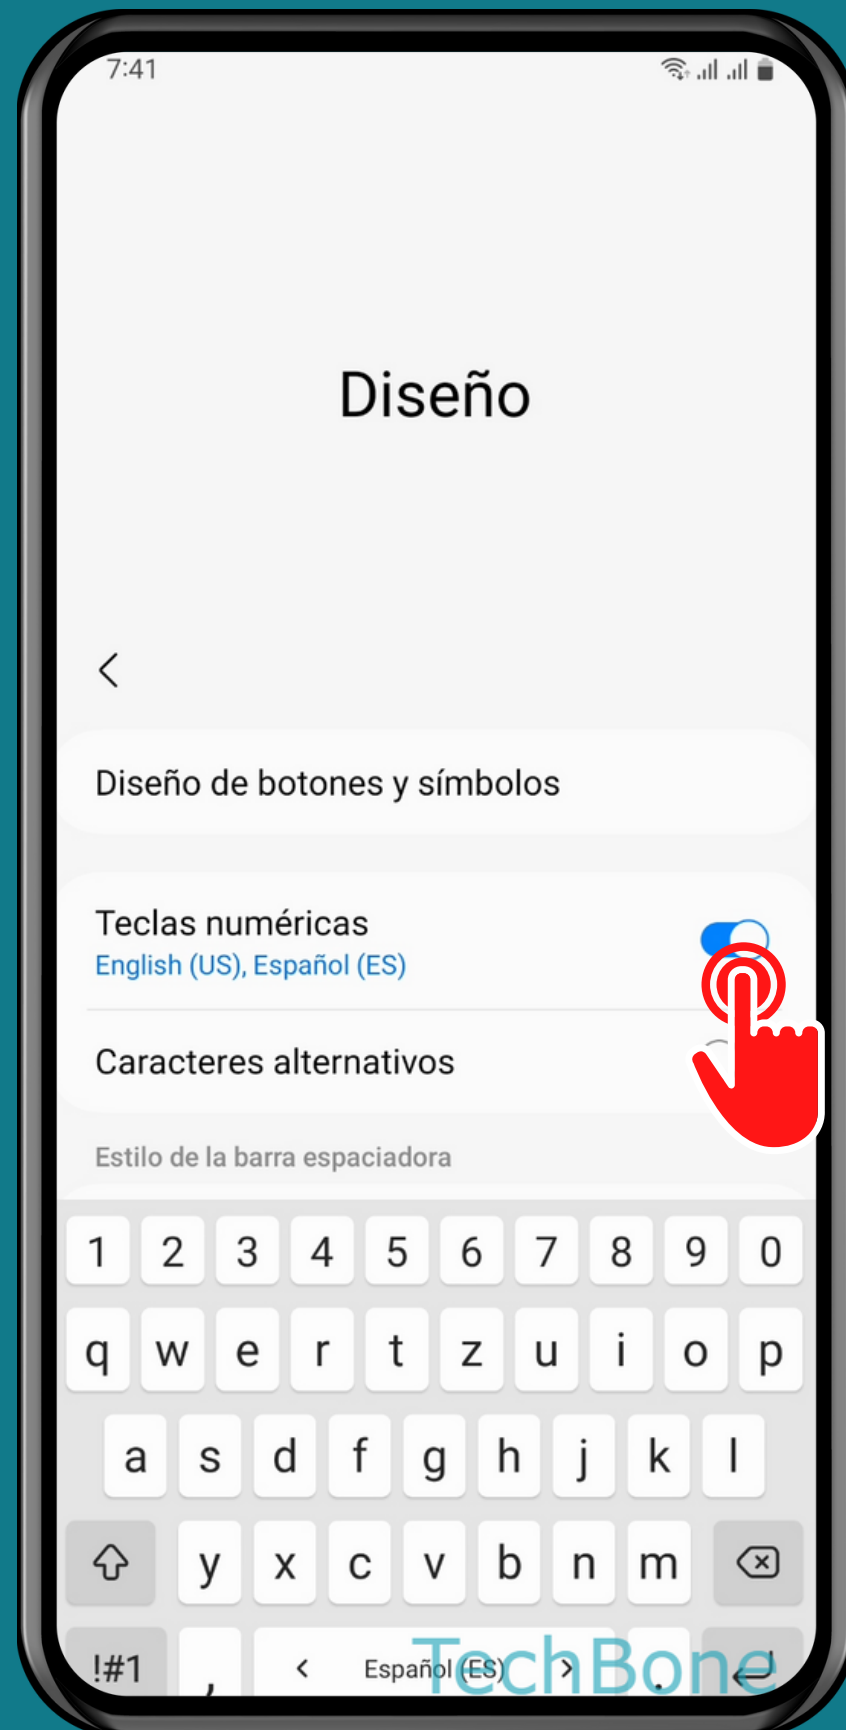 7:41
Diseño
Diseño de botones y símbolos
Teclas numéricas
English (US), Español (ES)
Caracteres alternativos
Estilo de la barra espaciadora
1 2 3 4 5 6 7 8 9 0
q w e r t z u i o p
a s d f g h j k l
y x c v b n m
!#1 , < Español (ES) > .
TechBone